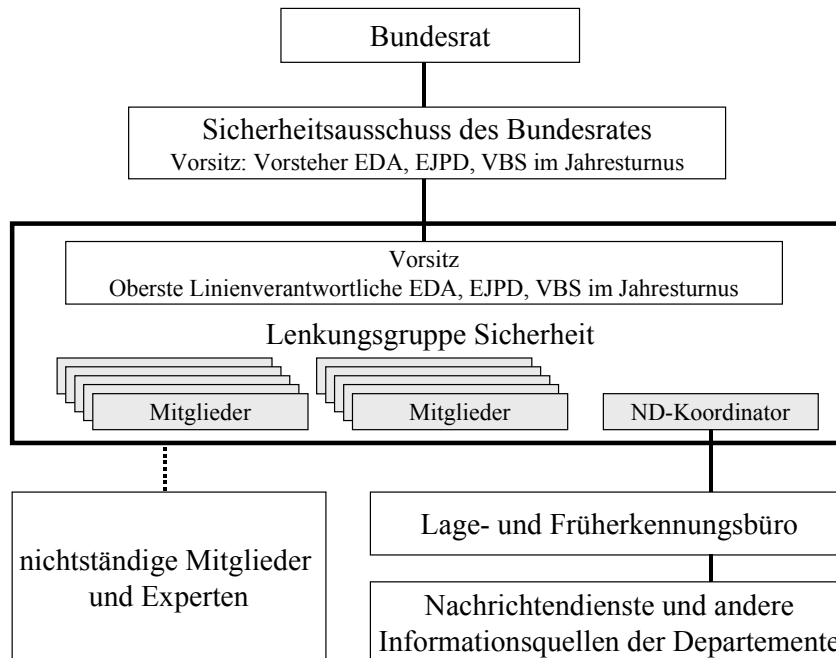 Bundesrat
Sicherheitsausschuss des Bundesrates
Vorsitz: Vorsteher EDA, EJPD, VBS im Jahresturnus
Vorsitz
Oberste Linienverantwortliche EDA, EJPD, VBS im Jahresturnus
Lenkungsgruppe Sicherheit
Mitglieder
Mitglieder
ND-Koordinator
nichtständige Mitglieder
und Experten
Lage- und Früherkennungsbüro
Nachrichtendienste und andere
Informationsquellen der Departemente